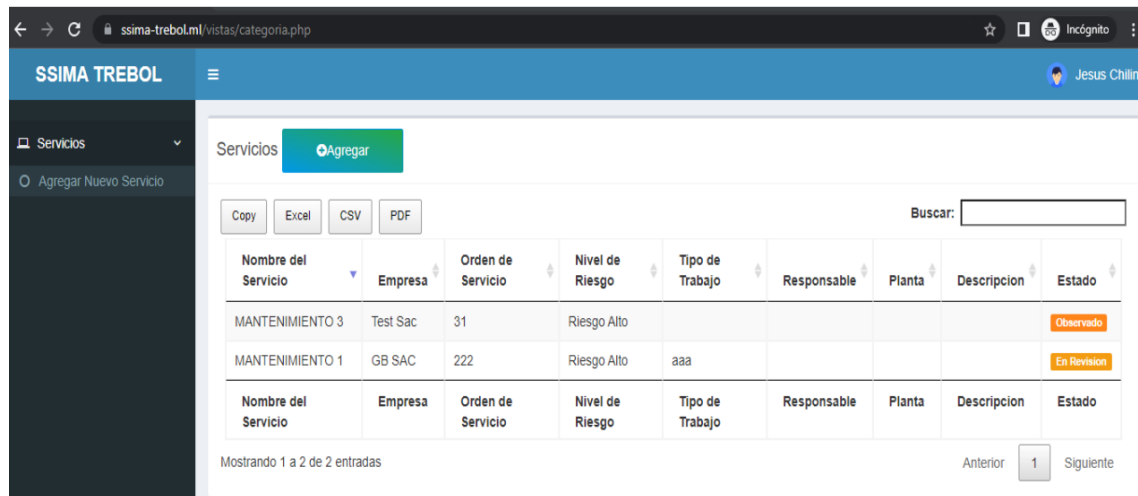 ssima-trebol.ml/vistas/categoria.php Incógnito
SSIMA TREBOL Jesus Chilin
Servicios
Agregar Nuevo Servicio
Servicios Agregar
Copy Excel CSV PDF Buscar:
Nombre del Servicio Empresa Orden de Servicio Nivel de Riesgo Tipo de Trabajo Responsable Planta Descripcion Estado
MANTENIMIENTO 3 Test Sac 31 Riesgo Alto Observado
MANTENIMIENTO 1 GB SAC 222 Riesgo Alto aaa En Revision
Nombre del Servicio Empresa Orden de Servicio Nivel de Riesgo Tipo de Trabajo Responsable Planta Descripcion Estado
Mostrando 1 a 2 de 2 entradas Anterior 1 Siguiente